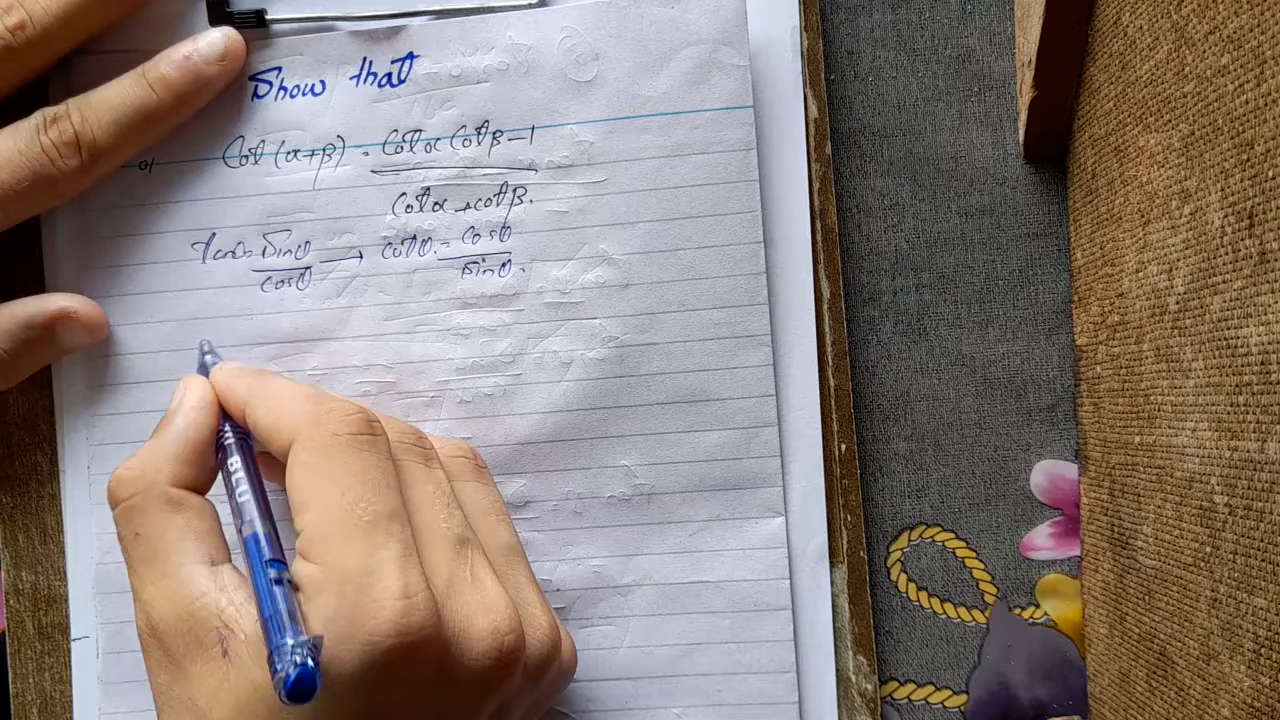 Show that
Cot (α+β) = Cotα Cotβ-1
Cotα+cotβ.
tanθ= Sinθ → cotθ. = Cosθ
cosθ sinθ.
BLU